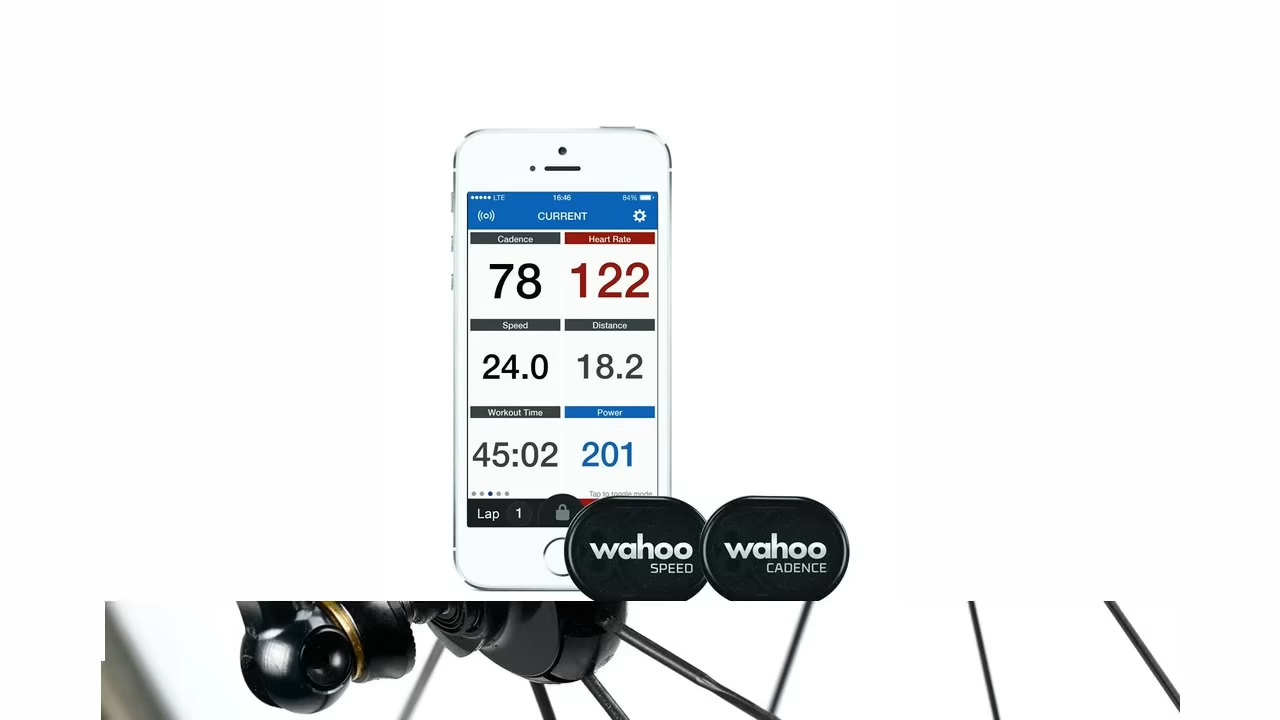 LTE 16:46 84%
CURRENT
Cadence Heart Rate
78 122
Speed Distance
24.0 18.2
Workout Time Power
45:02 201
Tap to toggle mode
Lap 1
wahoo wahoo
SPEED CADENCE